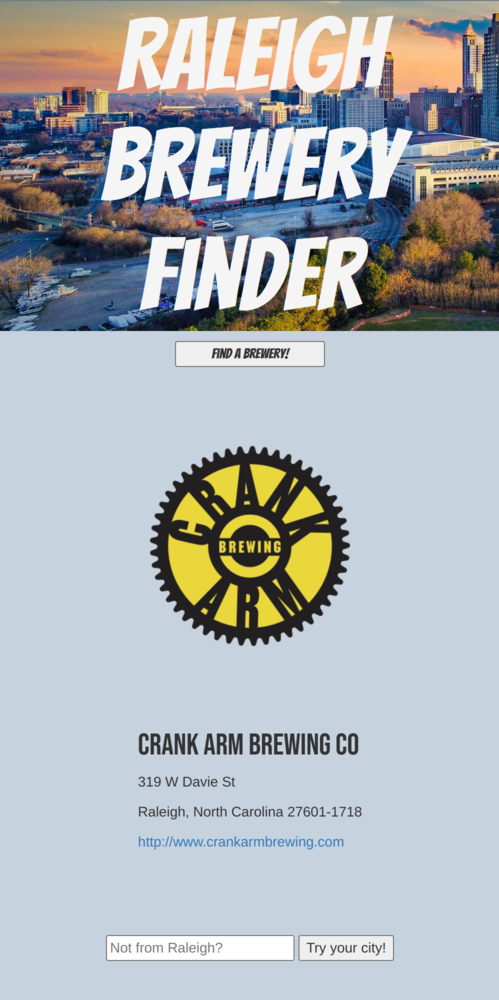 RALEIGH
BREWERY
FINDER
FIND A BREWERY!
CRANK
BREWING
ARM
CRANK ARM BREWING CO
319 W Davie St
Raleigh, North Carolina 27601-1718
http://www.crankarmbrewing.com
Not from Raleigh? Try your city!